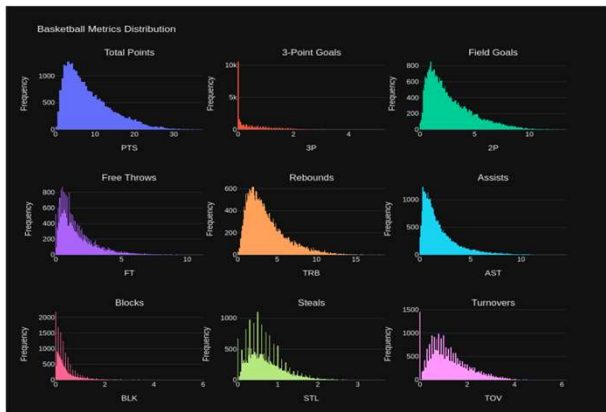 Basketball Metrics Distribution
Total Points
3-Point Goals
Field Goals
Frequency
1000
500
0
0 10 20 30
PTS
Frequency
10k
5k
0
0 2 4
3P
Frequency
800
600
400
200
0
0 5 10
2P
Free Throws
Rebounds
Assists
Frequency
800
600
400
200
0
0 5 10
FT
Frequency
600
400
200
0
0 5 10 15
TRB
Frequency
1000
500
0
0 5 10
AST
Blocks
Steals
Turnovers
Frequency
2000
1500
1000
500
0
0 2 4 6
BLK
Frequency
1000
500
0
0 1 2 3
STL
Frequency
1500
1000
500
0
0 2 4 6
TOV